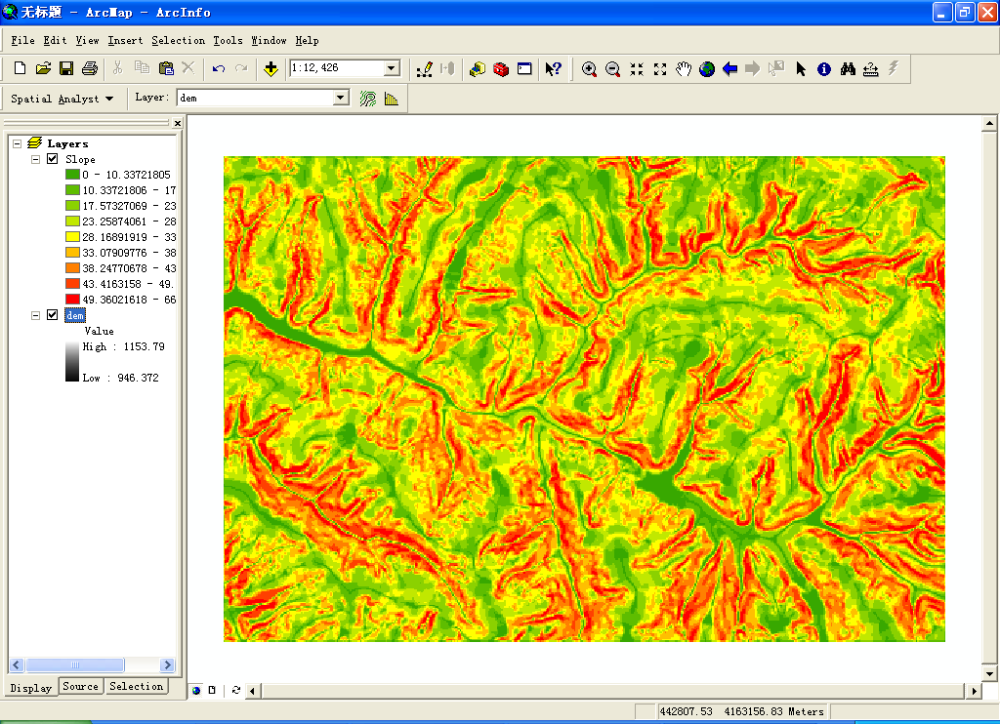 无标题 - ArcMap - ArcInfo
File Edit View Insert Selection Tools Window Help
1:12,426
Spatial Analyst Layer: dem
Layers
Slope
0 - 10.33721805
10.33721806 - 17
17.57327069 - 23
23.25874061 - 28
28.16891919 - 33
33.07909776 - 38
38.24770678 - 43
43.4163158 - 49.
49.36021618 - 66
dem
Value
High : 1153.79
Low : 946.372
Display Source Selection
442807.53 4163156.83 Meters